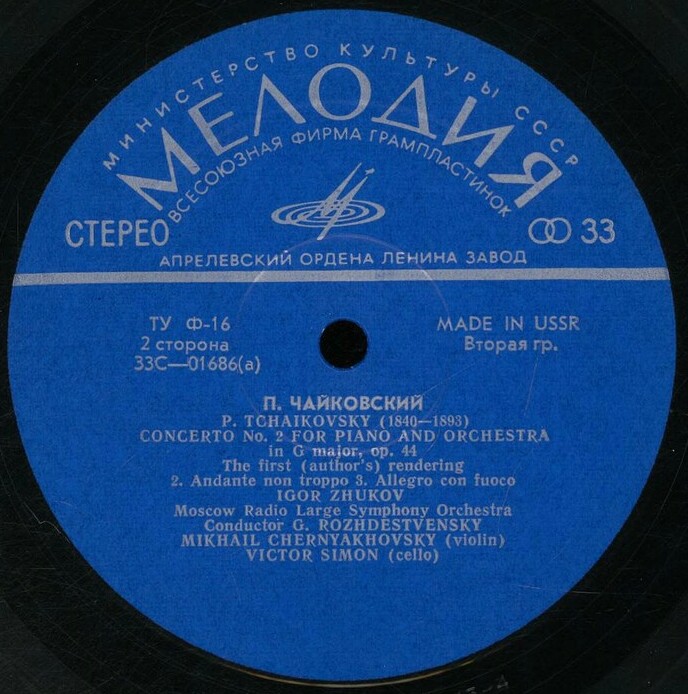 МИНИСТЕРСТВО КУЛЬТУРЫ СССР
МЕЛОДИЯ
ВСЕСОЮЗНАЯ ФИРМА ГРАМПЛАСТИНОК
СТЕРЕО
33
АПРЕЛЕВСКИЙ ОРДЕНА ЛЕНИНА ЗАВОД
ТУ Ф-16
MADE IN USSR
2 сторона
Вторая гр.
33С—01686(а)
П. ЧАЙКОВСКИЙ
P. TCHAIKOVSKY (1840—1893)
CONCERTO No. 2 FOR PIANO AND ORCHESTRA
in G major, op. 44
The first (author's) rendering
2. Andante non troppo 3. Allegro con fuoco
IGOR ZHUKOV
Moscow Radio Large Symphony Orchestra
Conductor G. ROZHDESTVENSKY
MIKHAIL CHERNYAKHOVSKY (violin)
VICTOR SIMON (cello)